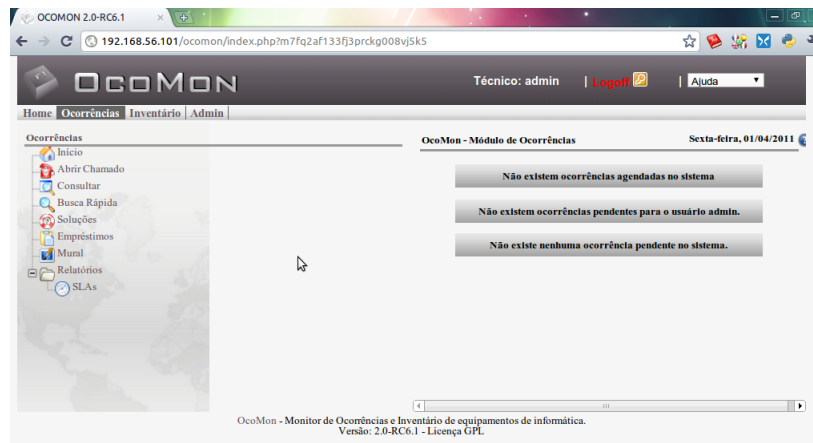 OCOMON 2.0-RC6.1
192.168.56.101/ocomon/index.php?m7fq2af133fj3prckg008vj5k5
OCOMON
Técnico: admin | Logoff | Ajuda
Home Ocorrências Inventário Admin
Ocorrências
Início
Abrir Chamado
Consultar
Busca Rápida
Soluções
Empréstimos
Mural
Relatórios
SLAs
OcoMon - Módulo de Ocorrências Sexta-feira, 01/04/2011
Não existem ocorrências agendadas no sistema
Não existem ocorrências pendentes para o usuário admin.
Não existe nenhuma ocorrência pendente no sistema.
OcoMon - Monitor de Ocorrências e Inventário de equipamentos de informática.
Versão: 2.0-RC6.1 - Licença GPL